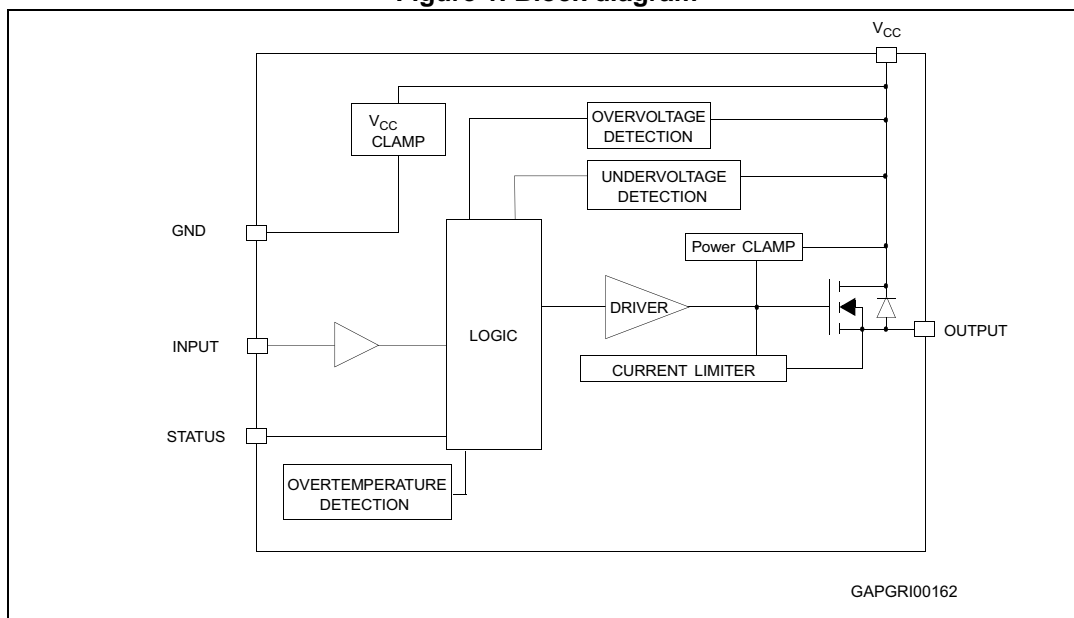 Figure 1. Block diagram
VCC
VCC
CLAMP
OVERVOLTAGE
DETECTION
UNDERVOLTAGE
DETECTION
GND
Power CLAMP
DRIVER
LOGIC
OUTPUT
INPUT
CURRENT LIMITER
STATUS
OVERTEMPERATURE
DETECTION
GAPGRI00162